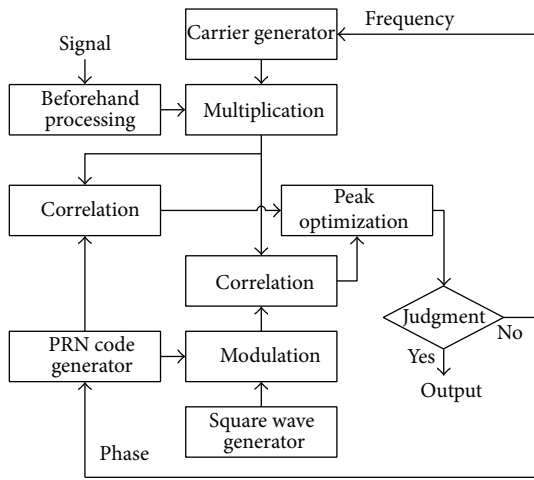 Frequency
Signal
Carrier generator
Beforehand
processing
Multiplication
Correlation
Peak
optimization
Correlation
Judgment
No
Yes
PRN code
generator
Modulation
Output
Square wave
generator
Phase